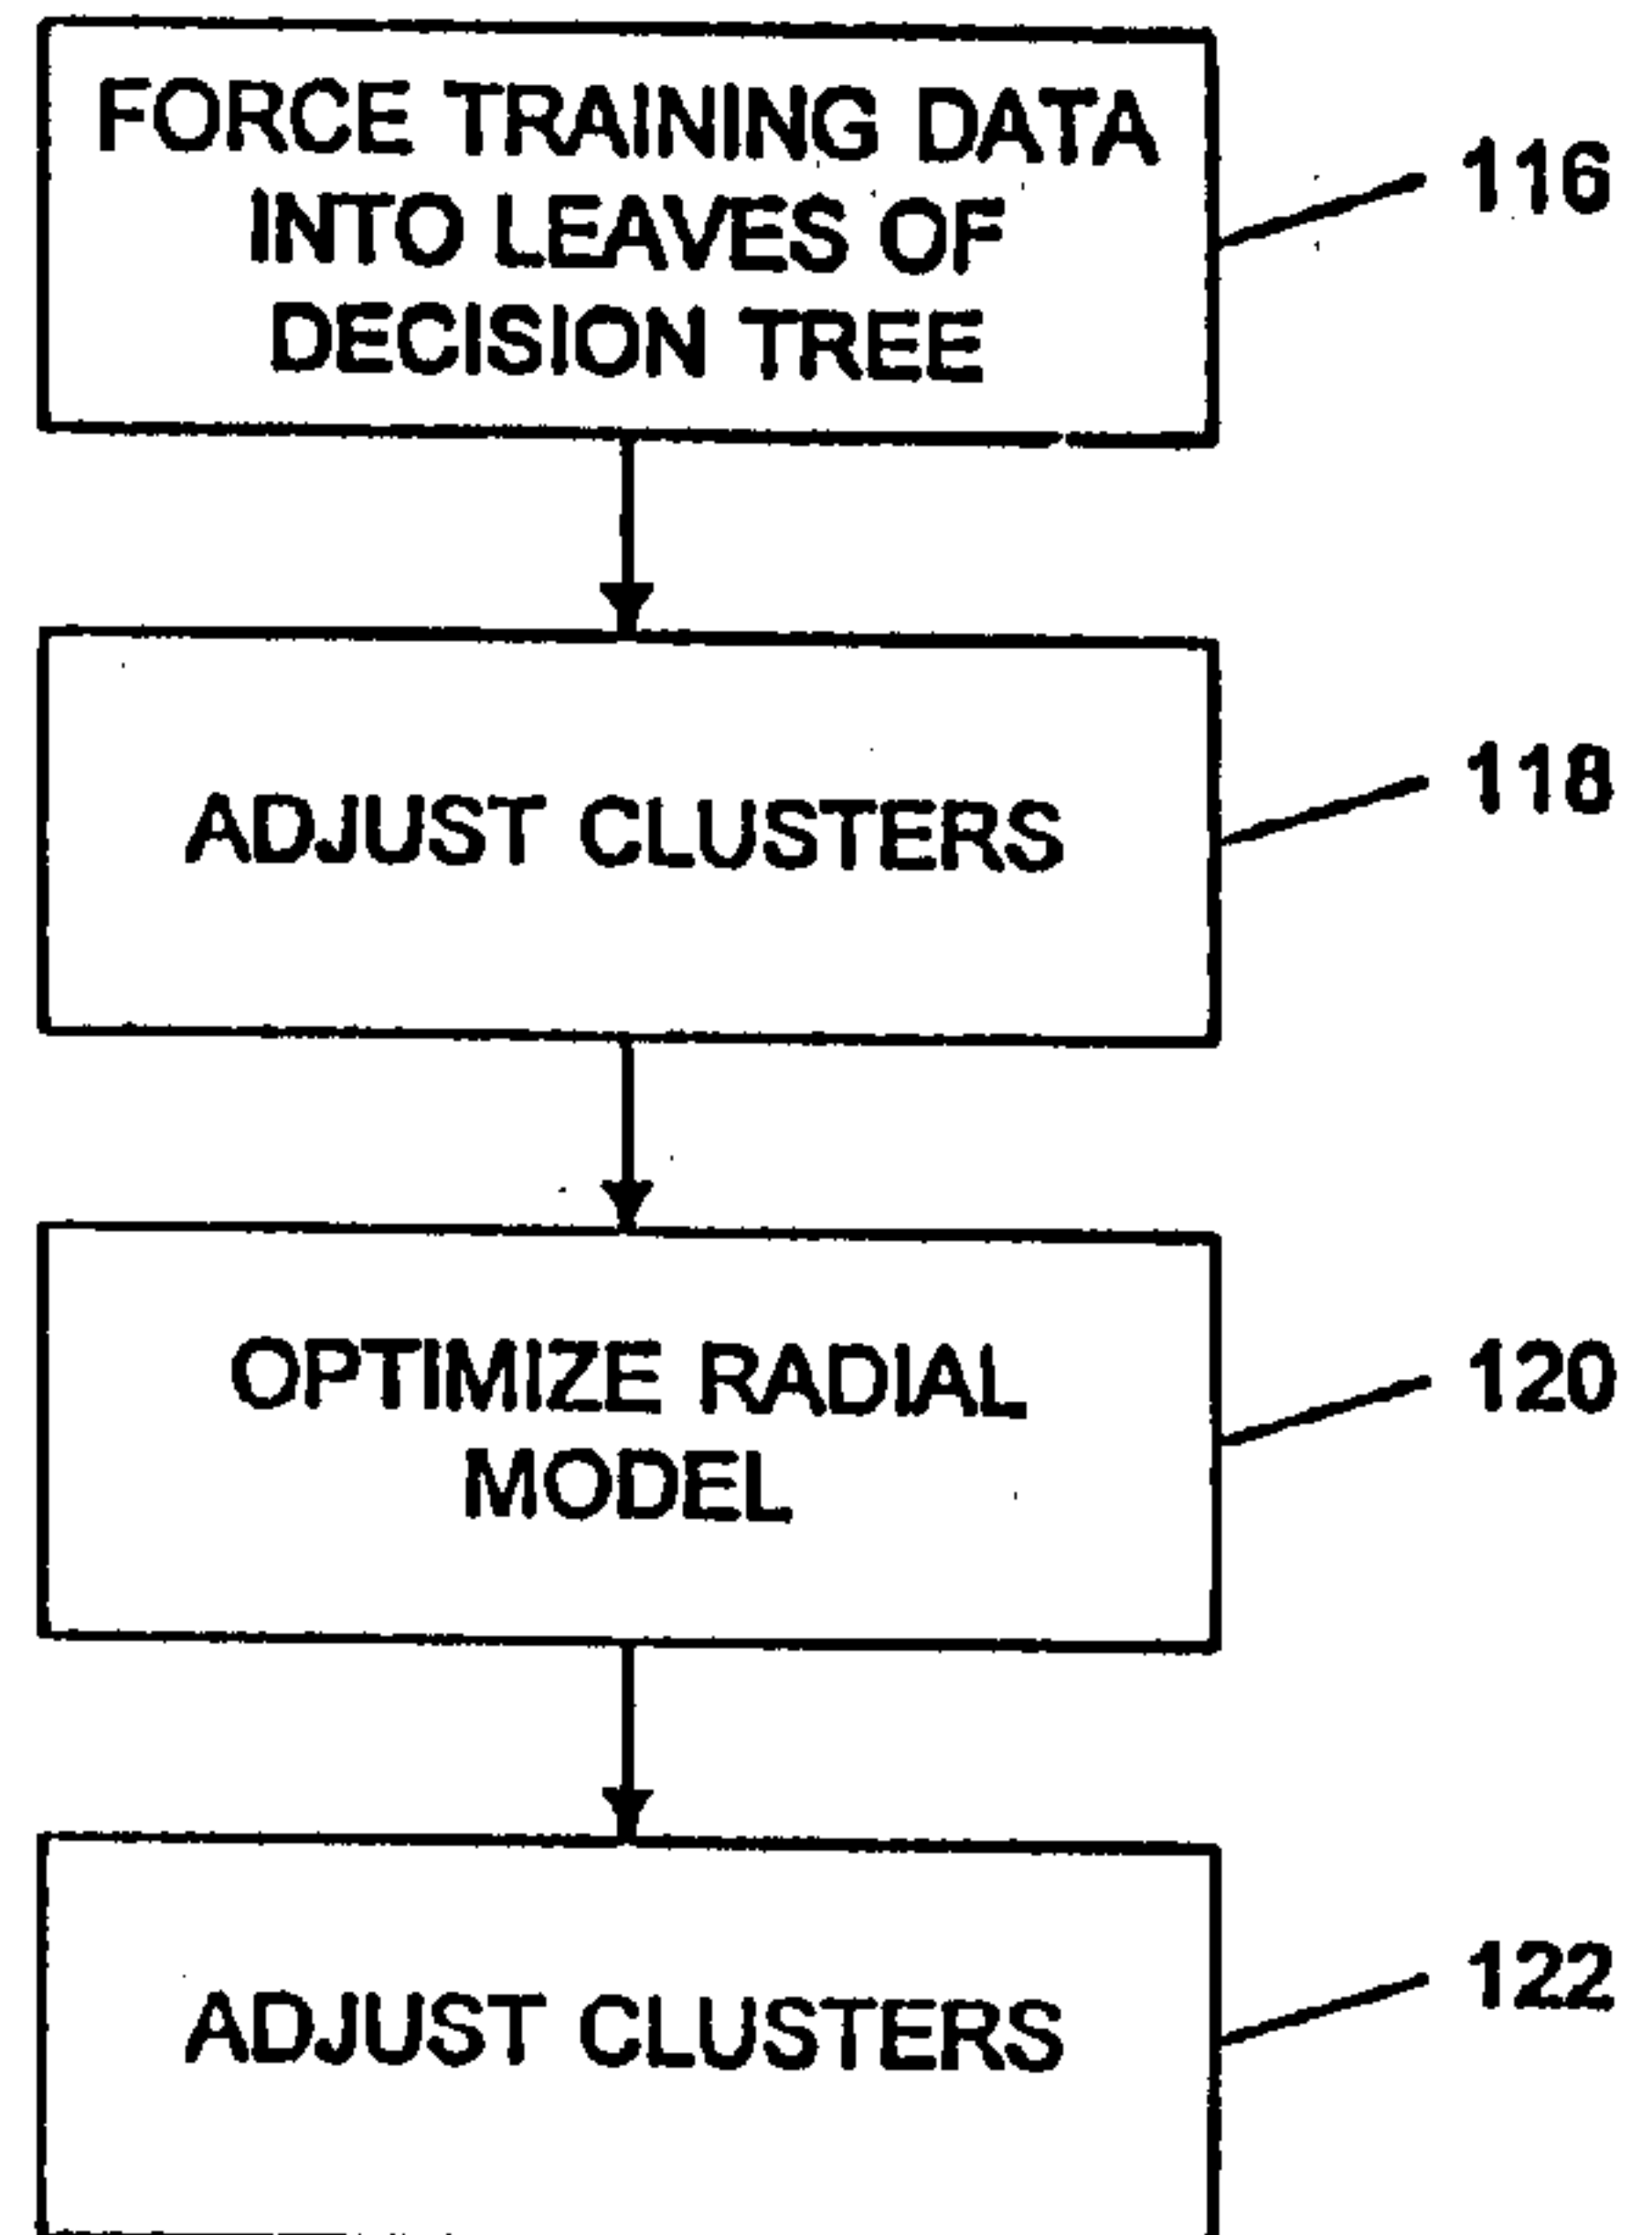 FORCE TRAINING DATA
INTO LEAVES OF
DECISION TREE
116
ADJUST CLUSTERS
118
OPTIMIZE RADIAL
MODEL
120
ADJUST CLUSTERS
122